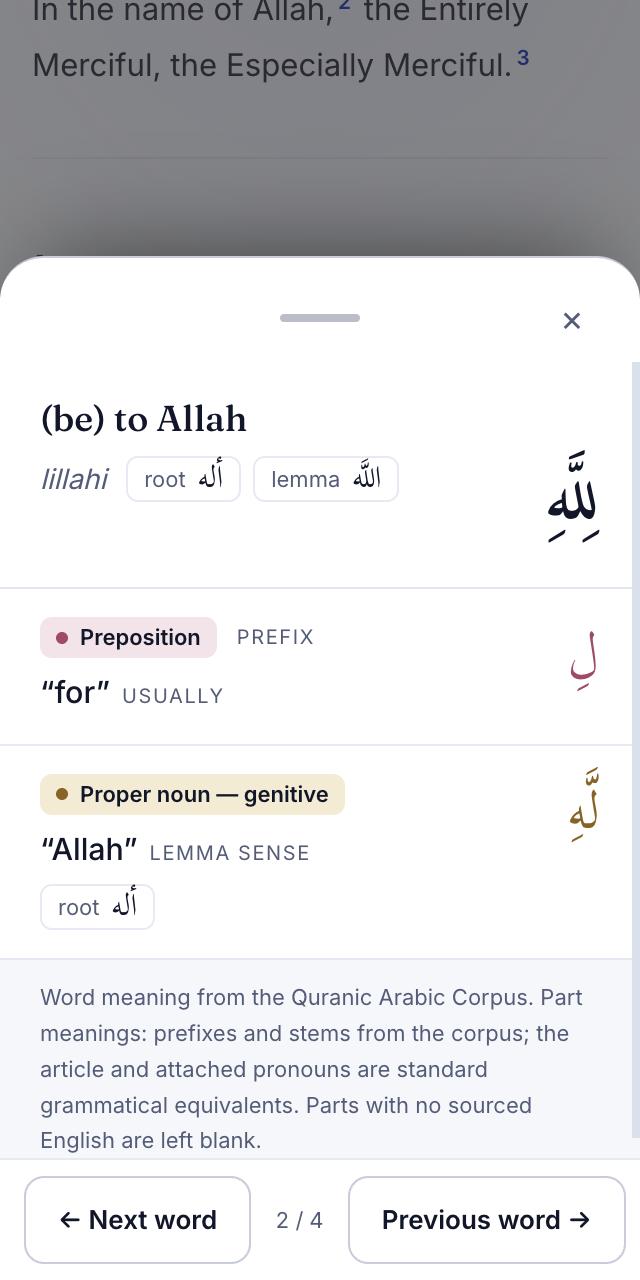 In the name of Allah,2 the Entirely
Merciful, the Especially Merciful.3
×
(be) to Allah
lillahi root أله lemma اللَّه
لِلَّهِ
Preposition PREFIX
لِ
“for” USUALLY
Proper noun — genitive
لَّهِ
“Allah” LEMMA SENSE
root أله
Word meaning from the Quranic Arabic Corpus. Part
meanings: prefixes and stems from the corpus; the
article and attached pronouns are standard
grammatical equivalents. Parts with no sourced
English are left blank.
← Next word 2 / 4 Previous word →